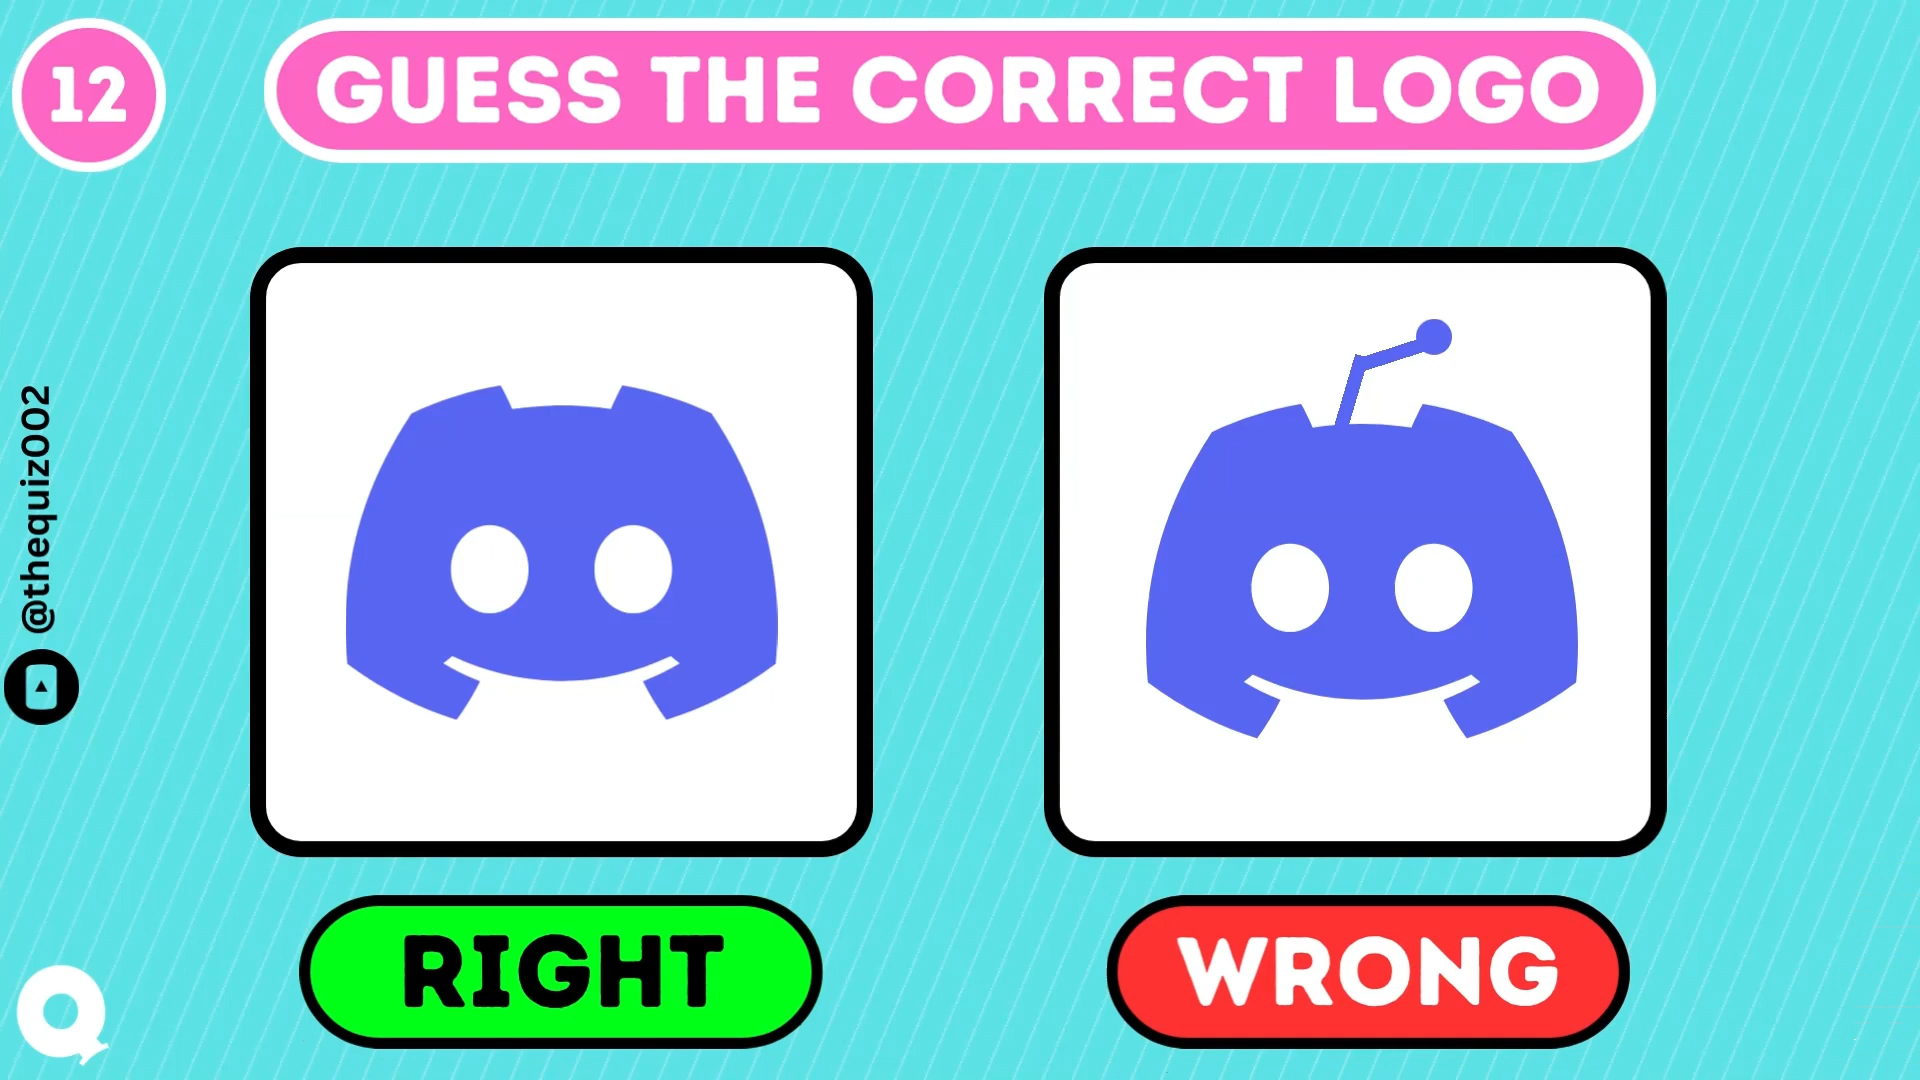 12
GUESS THE CORRECT LOGO
@thequiz002
RIGHT
WRONG
Q